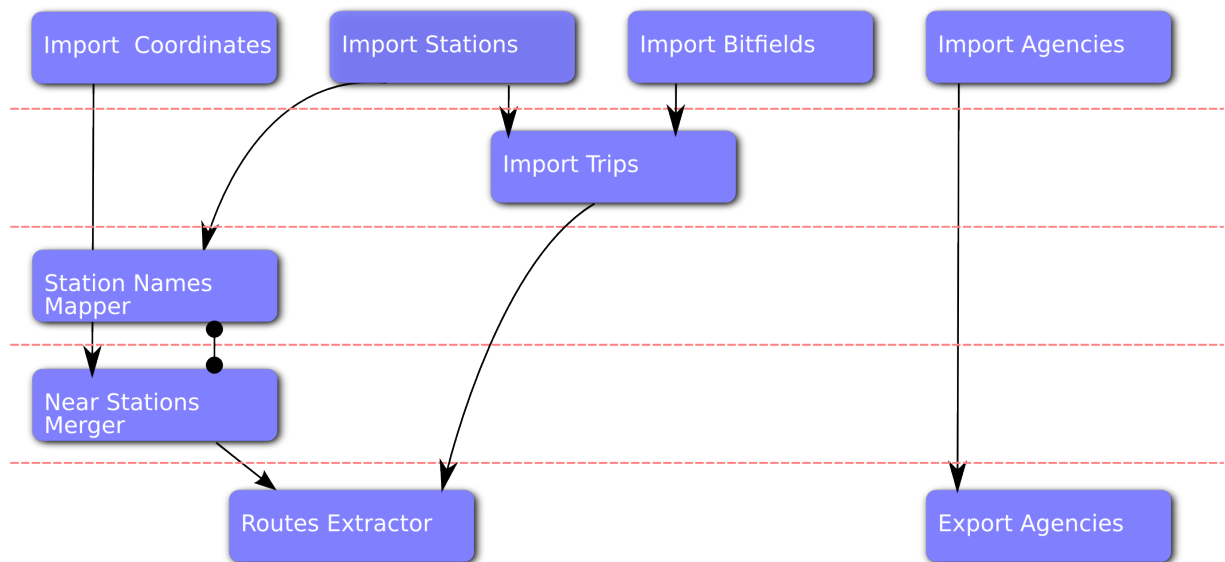 Import  Coordinates
Import Stations
Import Bitfields
Import Agencies
Import Trips
Station Names
Mapper
Near Stations
Merger
Routes Extractor
Export Agencies